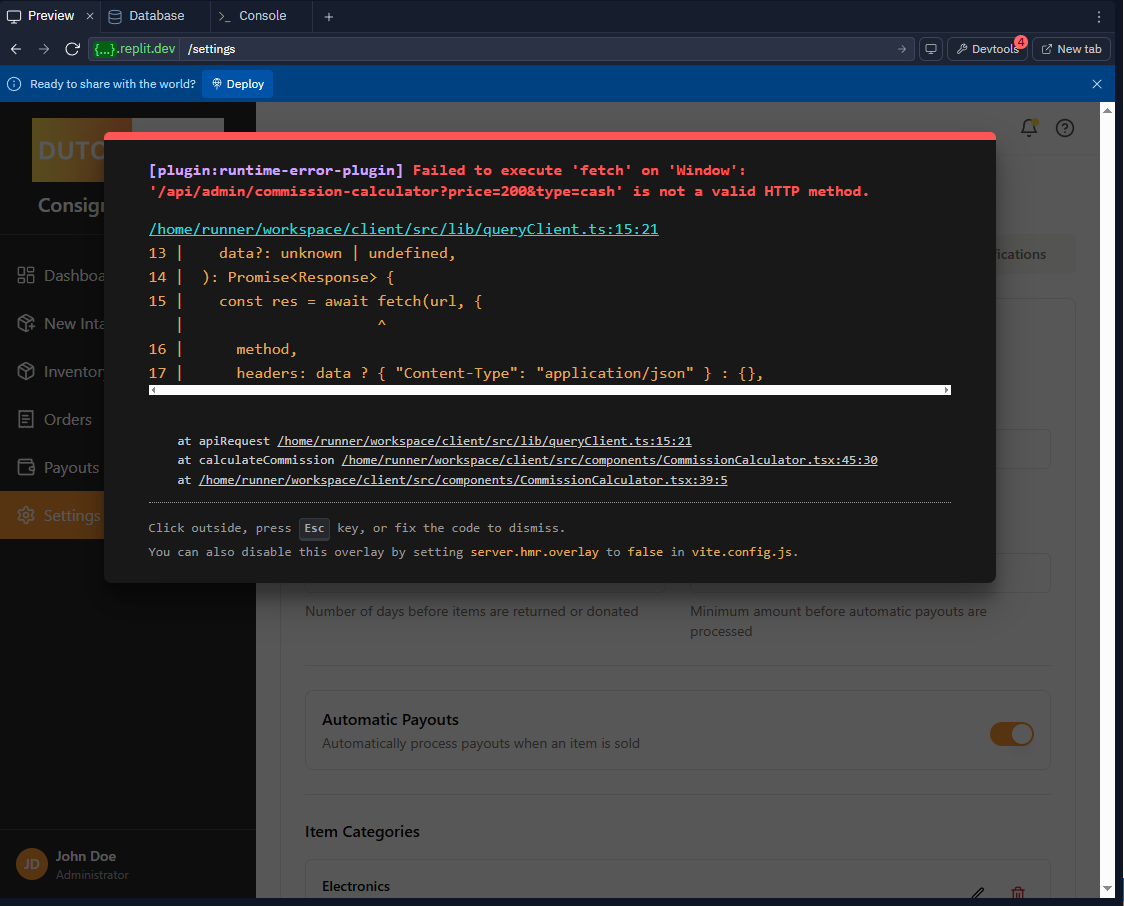 Preview
Database
Console
{...}.replit.dev /settings
Devtools 4
New tab
Ready to share with the world? Deploy
DUTC
Consign
Dashboa
New Inta
Inventory
Orders
Payouts
Settings
[plugin:runtime-error-plugin] Failed to execute 'fetch' on 'Window':
'/api/admin/commission-calculator?price=200&type=cash' is not a valid HTTP method.
/home/runner/workspace/client/src/lib/queryClient.ts:15:21
13 | data?: unknown | undefined,
14 | ): Promise<Response> {
15 | const res = await fetch(url, {
| ^
16 | method,
17 | headers: data ? { "Content-Type": "application/json" } : {},
at apiRequest /home/runner/workspace/client/src/lib/queryClient.ts:15:21
at calculateCommission /home/runner/workspace/client/src/components/CommissionCalculator.tsx:45:30
at /home/runner/workspace/client/src/components/CommissionCalculator.tsx:39:5
Click outside, press Esc key, or fix the code to dismiss.
You can also disable this overlay by setting server.hmr.overlay to false in vite.config.js.
ications
Number of days before items are returned or donated
Minimum amount before automatic payouts are
processed
Automatic Payouts
Automatically process payouts when an item is sold
Item Categories
Electronics
JD
John Doe
Administrator